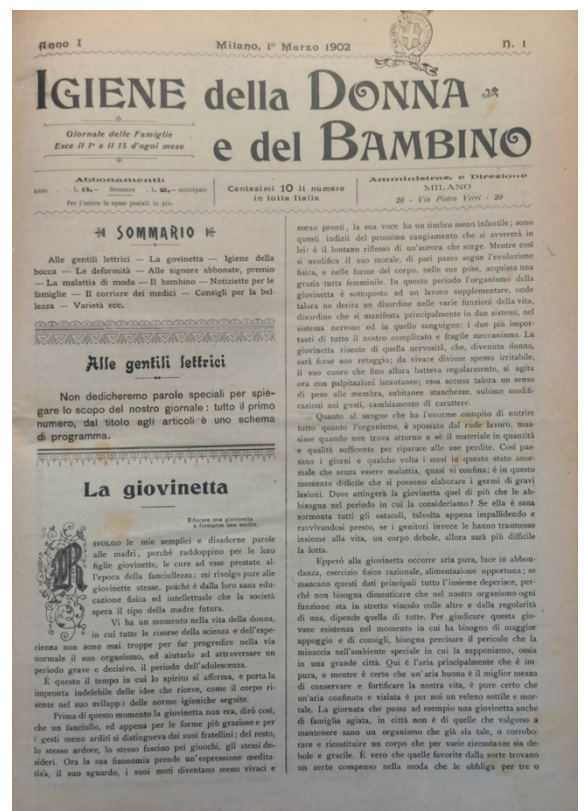 Anno I
Milano, 1° Marzo 1902
N. 1
IGIENE della DONNA
e del BAMBINO
Giornale delle Famiglie
Esce il 1° e il 15 d'ogni mese
Abbonamenti:
Semestre
anticipate
Per l'estero le spese postali in più.
Centesimi 10 il numero
in tutta Italia
Amministraz. e Direzione
MILANO
20 - Via Pietro Verri - 20
SOMMARIO
Alle gentili lettrici — La govinetta — Igiene della
bocca — Le deformità — Alle signore abbonate, premio
— La malattia di moda — Il bambino — Notiziette per le
famiglie — Il corriere dei medici — Consigli per la bel-
lezza — Varietà ecc.
Alle gentili lettrici
Non dedicheremo parole speciali per spie-
gare lo scopo del nostro giornale: tutto il primo
numero, dal titolo agli articoli è uno schema
di programma.
La giovinetta
Educare una giovinetta
è formarne una madre.
RIVOLGO le mie semplici e disadorne parole
alle madri, perchè raddoppino per le loro
figlie giovinette, le cure ad esse prestate al-
l'epoca della fanciullezza; mi rivolgo pure alle
giovinette stesse, poichè è dalla loro sana edu-
cazione fisica ed intellettuale che la società
spera il tipo della madre futura.
Vi ha un momento nella vita della donna,
in cui tutte le risorse della scienza e dell'espe-
rienza non sono mai troppe per far progredire nella via
normale il suo organismo, ed aiutarlo ad attraversare un
periodo grave e decisivo, il periodo dell'adolescenza.
È questo il tempo in cui lo spirito si afferma, e porta la
impronta indelebile delle idee che riceve, come il corpo ri-
sente nel suo sviluppo delle norme igieniche seguite.
Prima di questo momento la giovinetta non era, dirò così,
che un fanciullo, ed appena per le forme più graziose e per
i gesti meno arditi si distingueva dai suoi fratellini; del resto,
lo stesso ardore, lo stesso fascino pei giuochi, gli stessi de-
sideri. Ora la sua fisonomia prende un'espressione medita-
tiva, il suo sguardo, i suoi moti diventano meno vivaci e
meno pronti, la sua voce ha un timbro meno infantile; sono
questi indizii del prossimo cangiamento che si avvererà in
lei: è il lontano riflesso di un'aurora che sorge. Mentre così
si modifica il suo morale, di pari passo segue l'evoluzione
fisica, e nelle forme del corpo, nelle sue pose, acquista una
grazia tutta femminile. In questo periodo l'organismo della
giovinetta è sottoposto ad un lavoro supplementare, onde
talora ne deriva un disordine nelle varie funzioni della vita,
disordine che si manifesta principalmente in due sistemi, nel
sistema nervoso ed in quello sanguigno; i due più impor-
tanti di tutto il nostro complicato e fragile meccanismo. La
giovinetta risente di quella nervosità, che, divenuta donna,
sarà forse suo retaggio; da vivace diviene spesso irritabile,
il suo cuore che fino allora batteva regolarmente, si agita
ora con palpitazioni istantanee; essa accusa talora un senso
di peso alle membra, subitanee stanchezze, subisce modifi-
cazioni nei gusti, cambiamento di carattere.
Quanto al sangue che ha l'enorme compito di nutrire
tutto quanto l'organismo, è spossato dal rude lavoro, mas-
sime quando non trova attorno a sè il materiale in quantità
e qualità sufficente per riparare alle sue perdite. Così pas-
sano i giorni e qualche volta i mesi in questo stato anor-
male che senza essere malattia, quasi vi confina; è in questo
momento difficile che si possono elaborare i germi di gravi
lesioni. Dove attingerà la giovinetta quel di più che le ab-
bisogna nel periodo in cui la consideriamo? Se ella è sana
sormonta tutti gli ostacoli, talvolta appena impallidendo e
ravvivandosi presto, se i genitori invece le hanno trasmesso
insieme alla vita, un corpo debole, allora sarà più difficile
la lotta.
Epperò alla giovinetta occorre aria pura, luce in abbon-
danza, esercizio fisico razionale, alimentazione opportuna; se
mancano questi dati principali tutto l'insieme deperisce, per-
chè non bisogna dimenticare che nel nostro organismo ogni
funzione sta in stretto vincolo colle altre e dalla regolarità
di una, dipende quella di tutte. Per giudicare questa gio-
vane esistenza nel momento in cui ha bisogno di maggior
appoggio e di consigli, bisogna precisare il pericolo che la
minaccia nell'ambiente speciale in cui la supponiamo, ossia
in una grande città. Qui è l'aria principalmente che è im-
pura, e mentre è certo che un'aria buona è il miglior mezzo
di conservare e fortificare la nostra vita, è pure certo che
un'aria confinata e viziata è per noi un veleno sottile e mor-
tale. La giornata che passa ad esempio una giovinetta anche
di famiglia agiata, in città non è di quelle che valgono a
mantenere sano un organismo che già sia tale, o corrobo-
rare e ricostituire un corpo che per varie circostanze sia de-
bole e gracile. È vero che quelle favorite dalla sorte trovano
un certo compenso nella moda che le obbliga per tre o